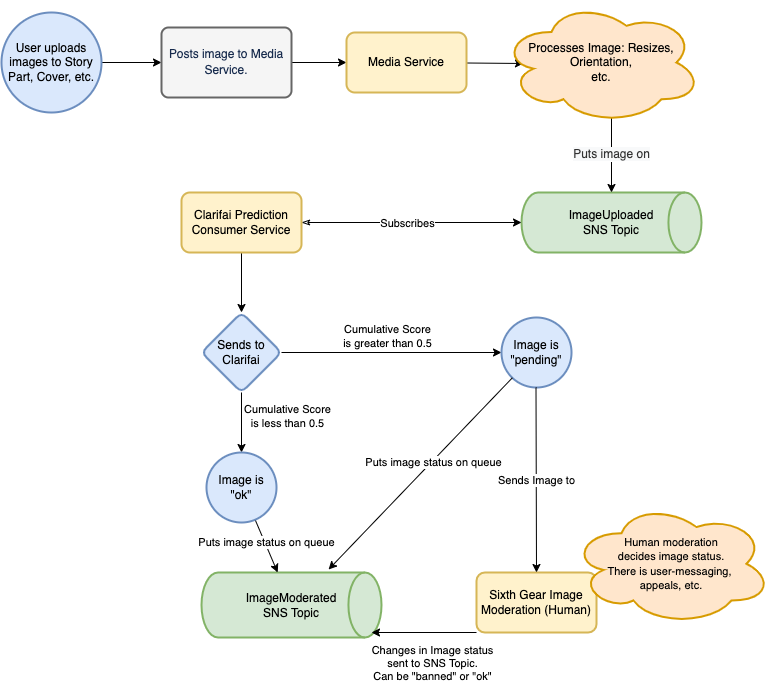 User uploads
images to Story
Part, Cover, etc.
Posts image to Media
Service.
Media Service
Processes Image: Resizes,
Orientation,
etc.
Puts image on
Clarifai Prediction
Consumer Service
Subscribes
ImageUploaded
SNS Topic
Sends to
Clarifai
Cumulative Score
is greater than 0.5
Image is
"pending"
Cumulative Score
is less than 0.5
Puts image status on queue
Sends Image to
Image is
"ok"
Puts image status on queue
Human moderation
decides image status.
There is user-messaging,
appeals, etc.
ImageModerated
SNS Topic
Sixth Gear Image
Moderation (Human)
Changes in Image status
sent to SNS Topic.
Can be "banned" or "ok"